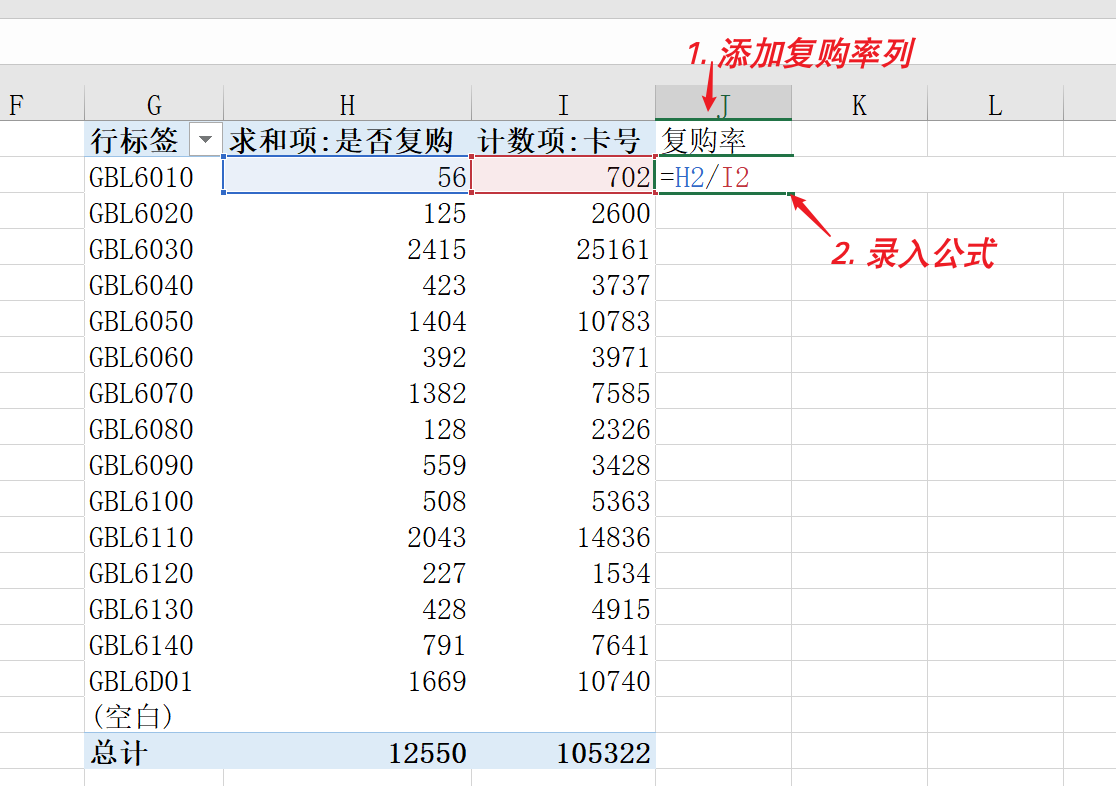 1. 添加复购率列
F G H I J K L
行标签 求和项:是否复购 计数项:卡号 复购率
GBL6010 56 702 =H2/I2
GBL6020 125 2600
2. 录入公式
GBL6030 2415 25161
GBL6040 423 3737
GBL6050 1404 10783
GBL6060 392 3971
GBL6070 1382 7585
GBL6080 128 2326
GBL6090 559 3428
GBL6100 508 5363
GBL6110 2043 14836
GBL6120 227 1534
GBL6130 428 4915
GBL6140 791 7641
GBL6D01 1669 10740
(空白)
总计 12550 105322